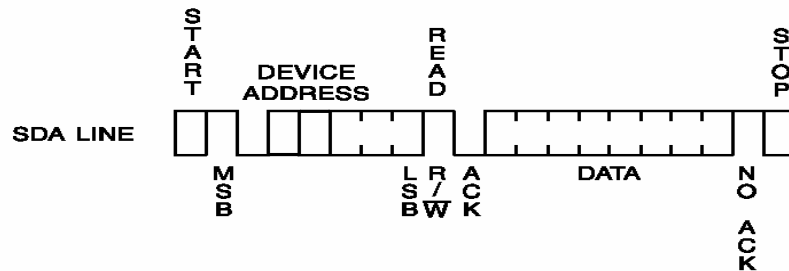 START
DEVICE
ADDRESS
READ
STOP
SDA LINE
MSB
LSB
R/W
ACK
DATA
NO ACK